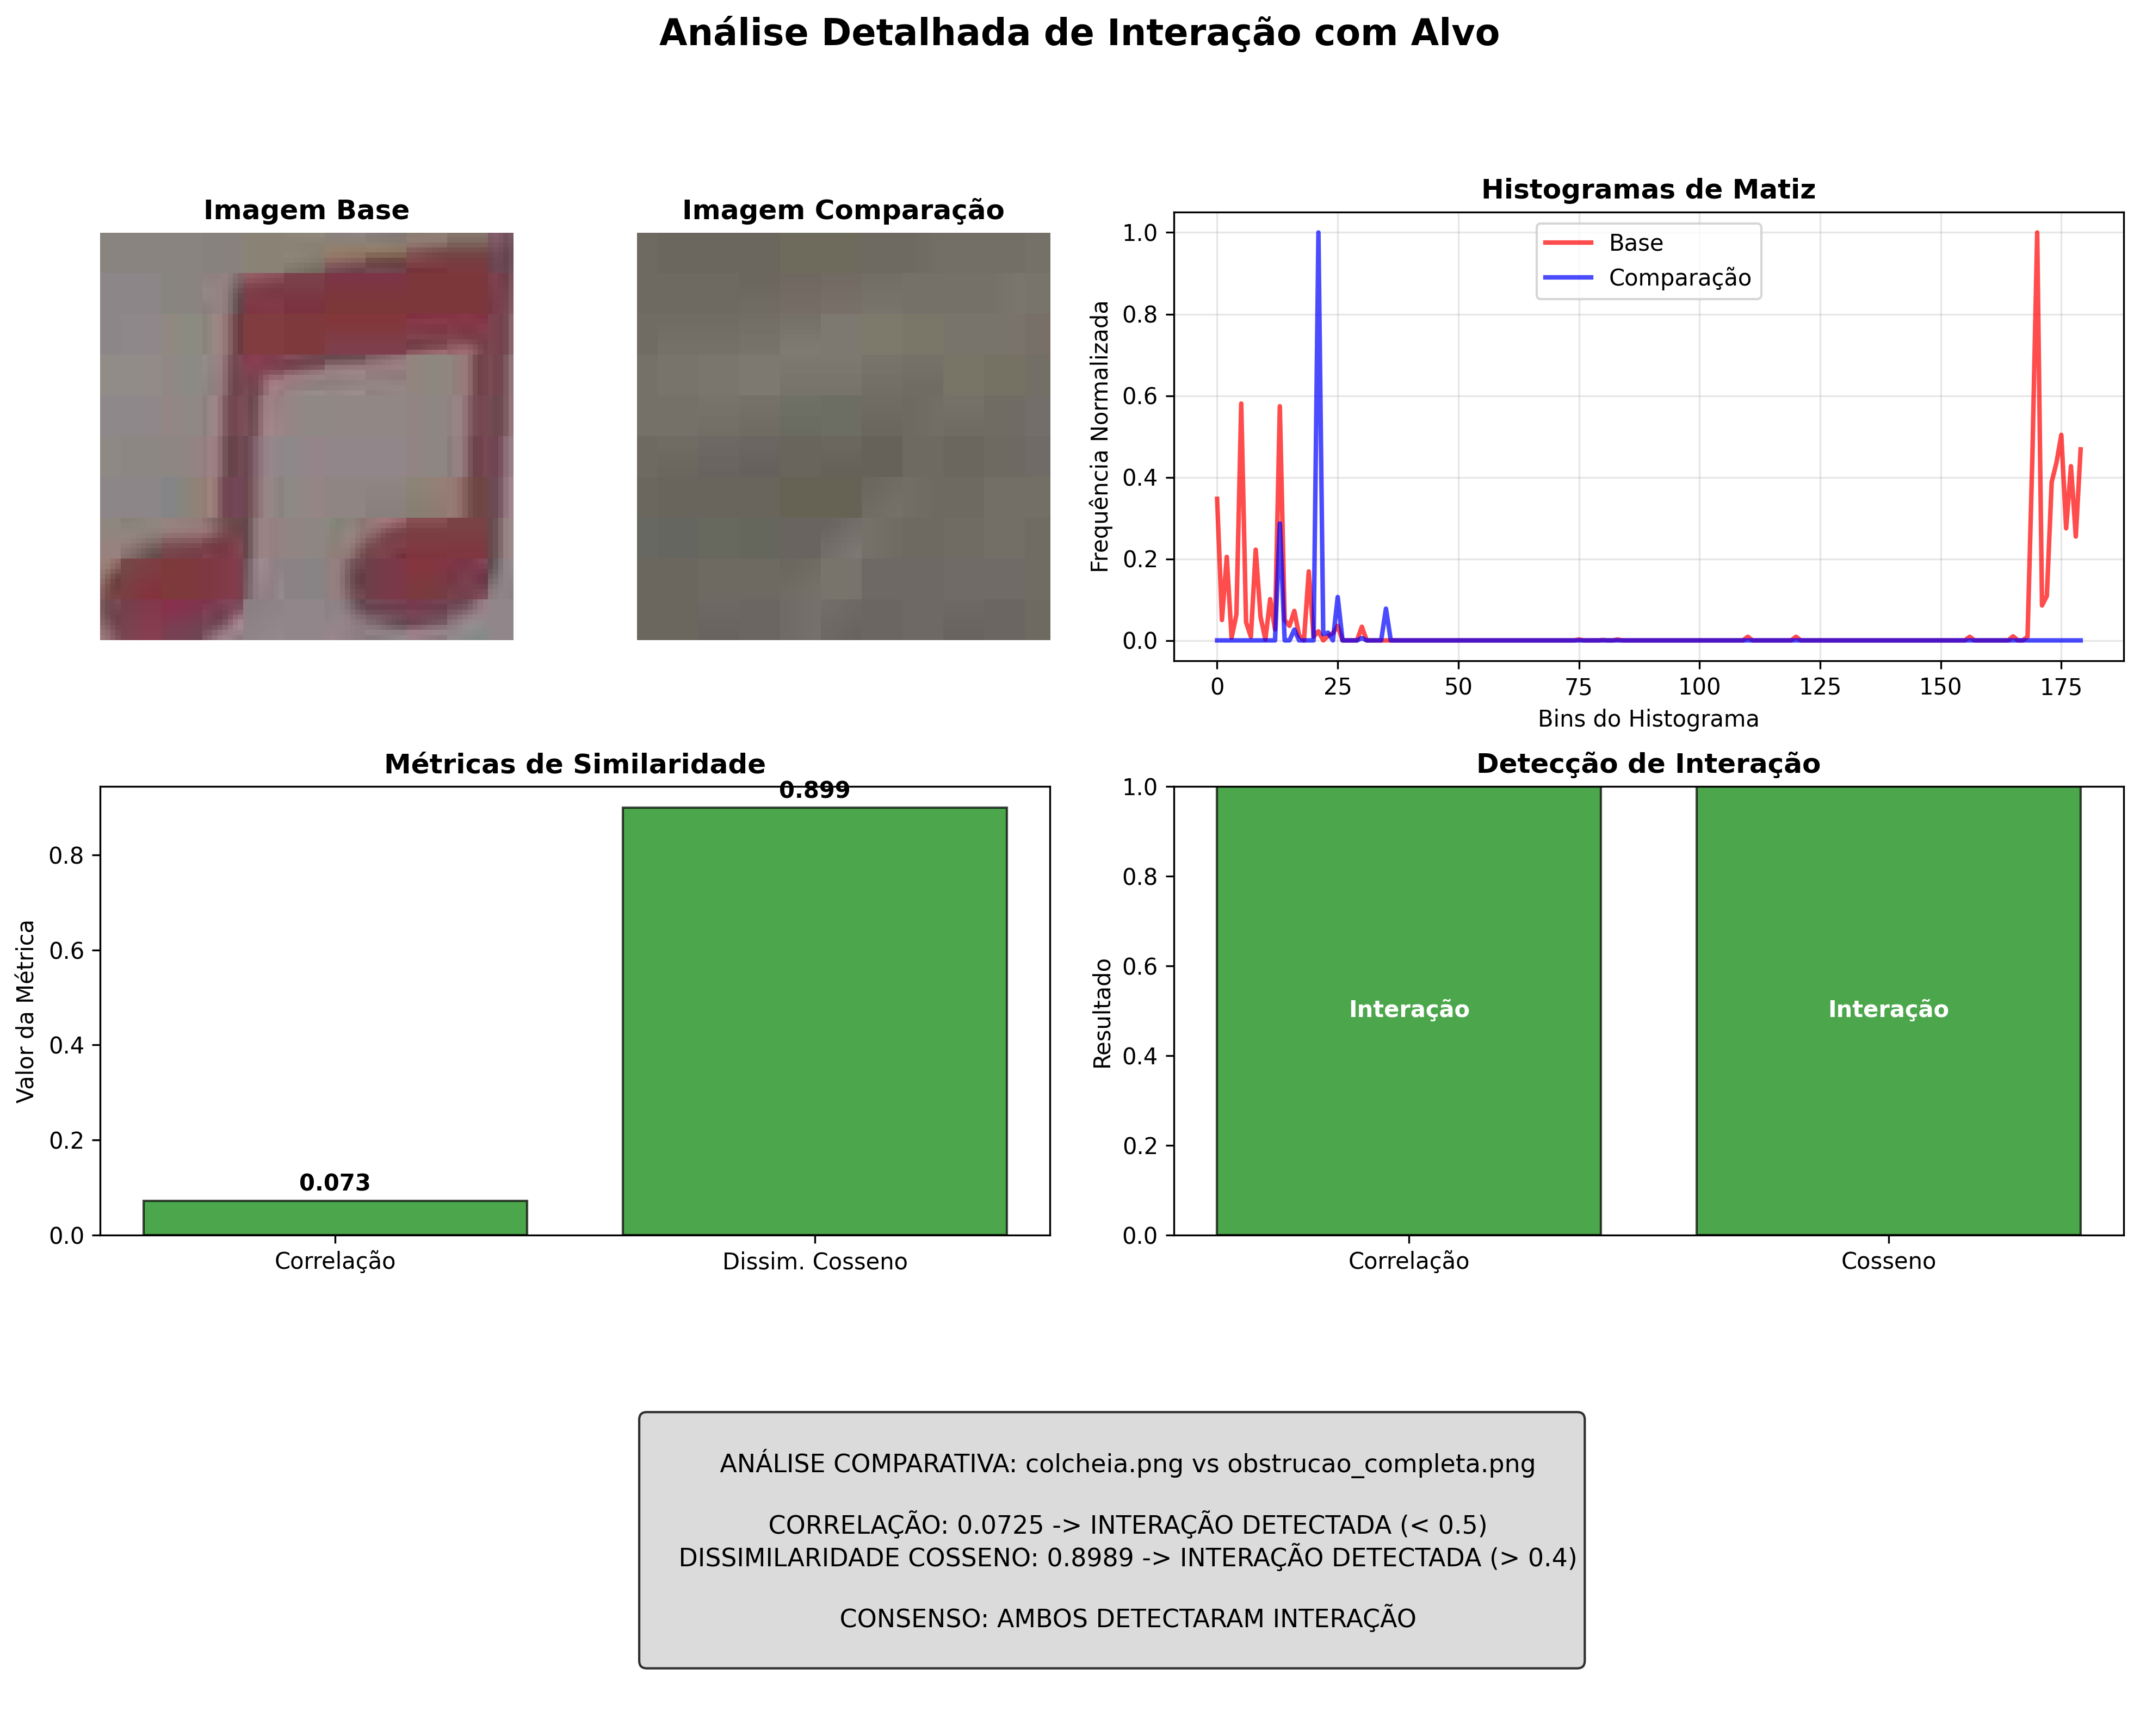 Análise Detalhada de Interação com Alvo
Imagem Base
Imagem Comparação
Histogramas de Matiz
Base
Comparação
Frequência Normalizada
1.0
0.8
0.6
0.4
0.2
0.0
0 25 50 75 100 125 150 175
Bins do Histograma
Métricas de Similaridade
Valor da Métrica
0.8
0.6
0.4
0.2
0.0
0.073
0.899
Correlação Dissim. Cosseno
Detecção de Interação
Resultado
1.0
0.8
0.6
0.4
0.2
0.0
Interação Interação
Correlação Cosseno
ANÁLISE COMPARATIVA: colcheia.png vs obstrucao_completa.png
CORRELAÇÃO: 0.0725 -> INTERAÇÃO DETECTADA (< 0.5)
DISSIMILARIDADE COSSENO: 0.8989 -> INTERAÇÃO DETECTADA (> 0.4)
CONSENSO: AMBOS DETECTARAM INTERAÇÃO